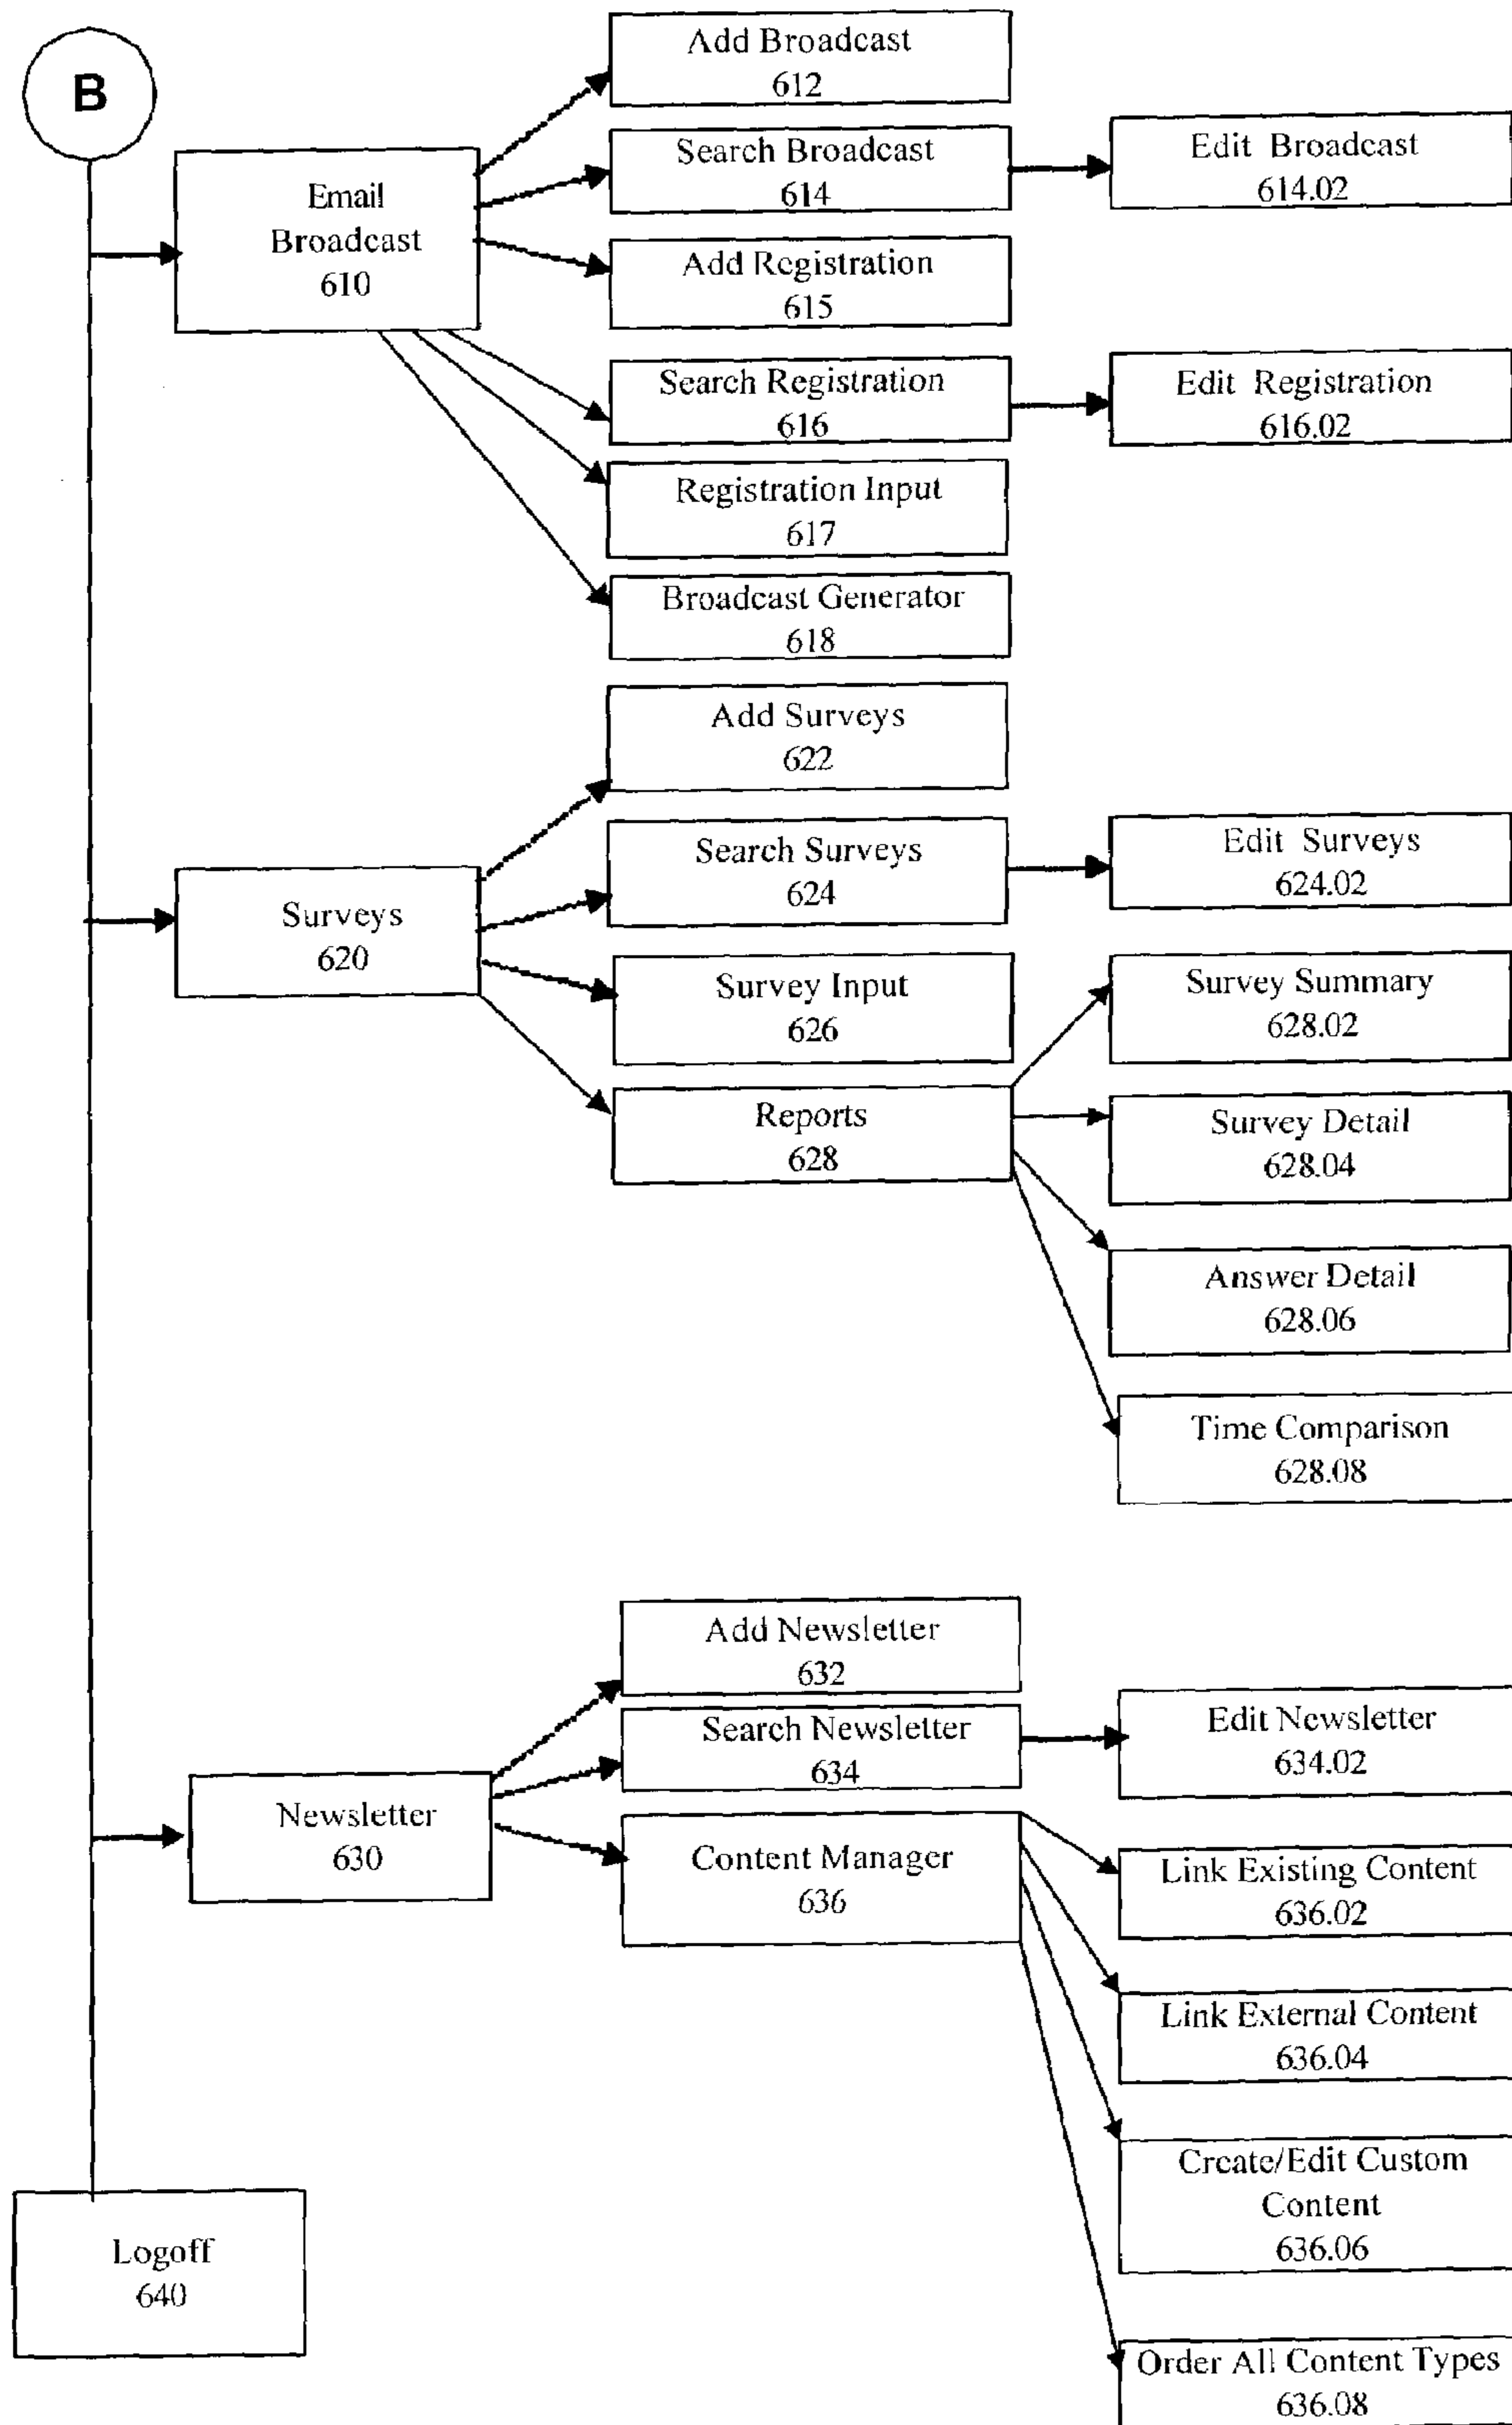 B
Email
Broadcast
610
Add Broadcast
612
Search Broadcast
614
Edit Broadcast
614.02
Add Registration
615
Search Registration
616
Edit Registration
616.02
Registration Input
617
Broadcast Generator
618
Surveys
620
Add Surveys
622
Search Surveys
624
Edit Surveys
624.02
Survey Input
626
Reports
628
Survey Summary
628.02
Survey Detail
628.04
Answer Detail
628.06
Time Comparison
628.08
Newsletter
630
Add Newsletter
632
Search Newsletter
634
Edit Newsletter
634.02
Content Manager
636
Link Existing Content
636.02
Link External Content
636.04
Create/Edit Custom
Content
636.06
Order All Content Types
636.08
Logoff
640